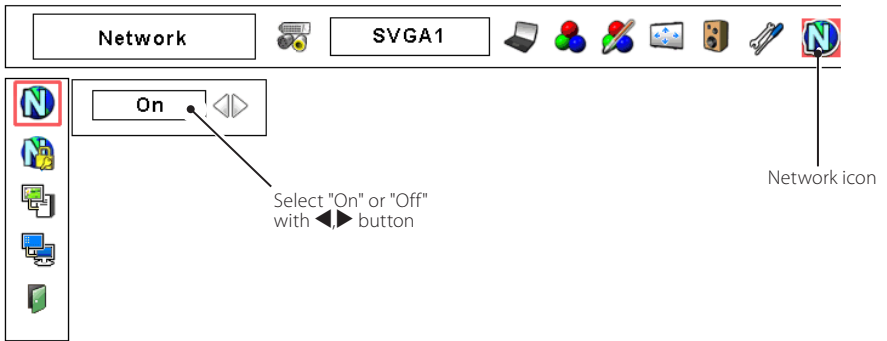 Network
SVGA1
On
Network icon
Select "On" or "Off"
with ◀,▶ button